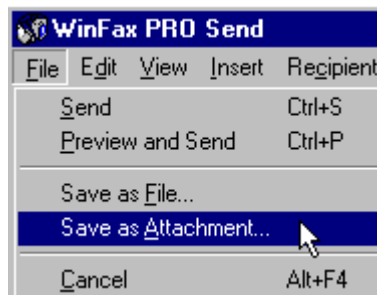 WinFax PRO Send
File Edit View Insert Recipient
Send Ctrl+S
Preview and Send Ctrl+P
Save as File...
Save as Attachment...
Cancel Alt+F4